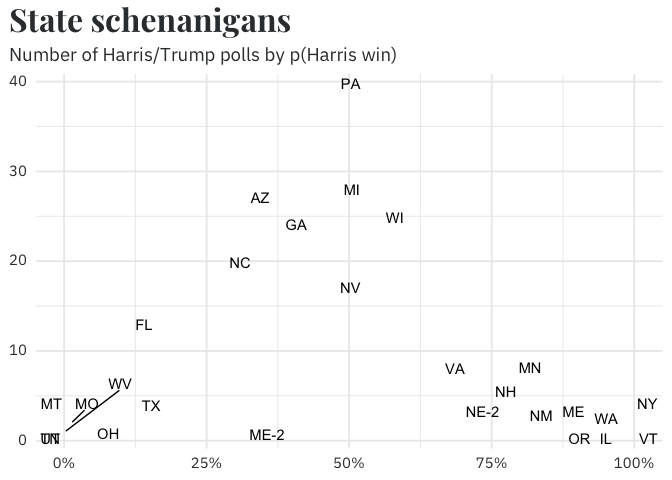 State schenanigans
Number of Harris/Trump polls by p(Harris win)
40
PA
30
MI
AZ
WI
GA
20
NC
NV
FL
10
VA
MN
WV
NH
MT
MO
TX
NY
NE-2
ME
NM
WA
OH
ME-2
0
OR
IL
VT
0%
25%
50%
75%
100%